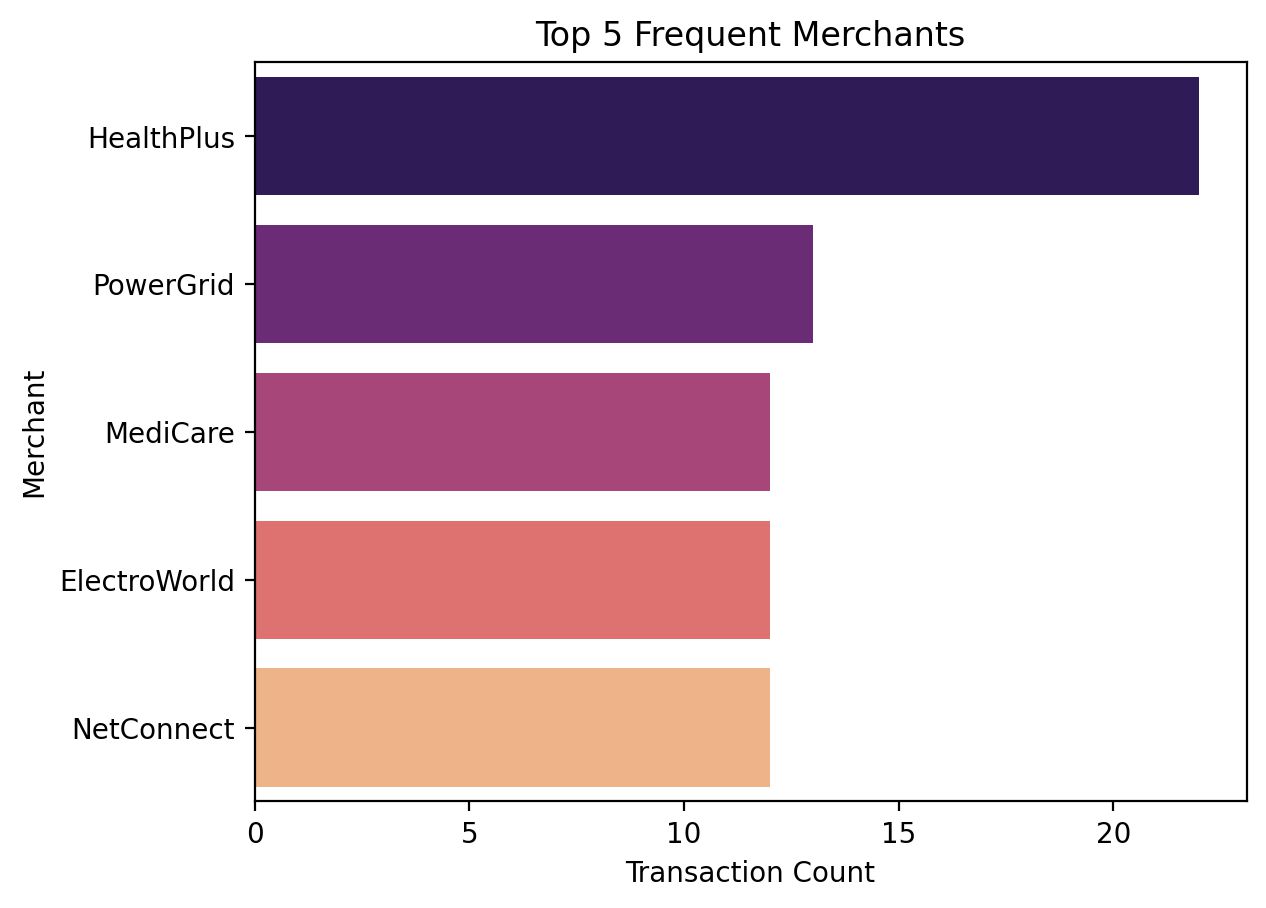 Top 5 Frequent Merchants
HealthPlus
PowerGrid
MediCare
ElectroWorld
NetConnect
Merchant
0 5 10 15 20
Transaction Count